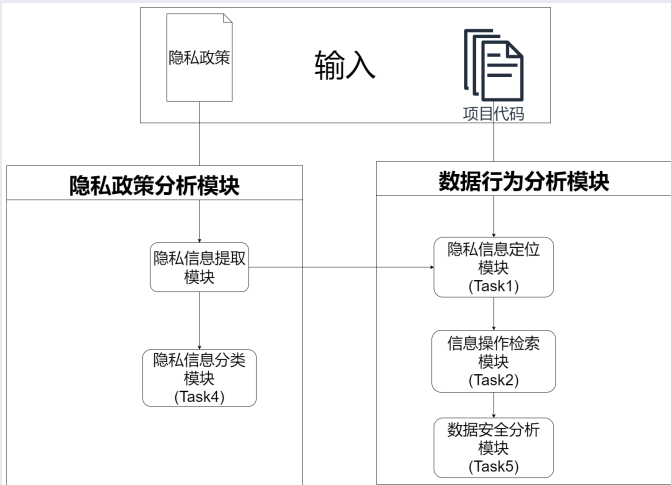 隐私政策
输入
项目代码
隐私政策分析模块
隐私信息提取
模块
隐私信息分类
模块
(Task4)
数据行为分析模块
隐私信息定位
模块
(Task1)
信息操作检索
模块
(Task2)
数据安全分析
模块
(Task5)